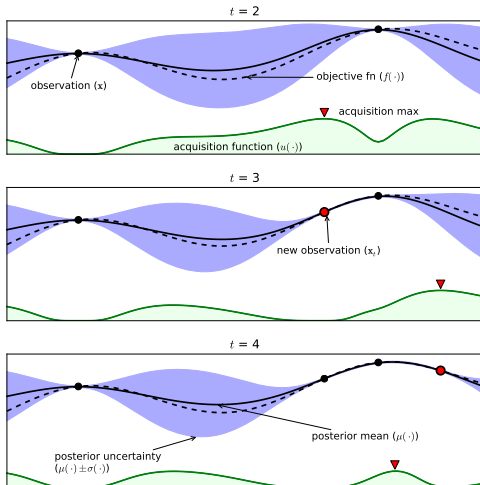 t = 2
objective fn (f(·))
observation (x)
acquisition max
acquisition function (u(·))
t = 3
new observation (xₜ)
t = 4
posterior mean (μ(·))
posterior uncertainty
(μ(·)±σ(·))